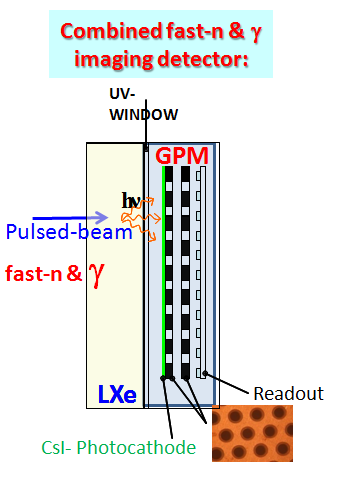 Combined fast-n & γ
imaging detector:
UV-
WINDOW
GPM
hν
Pulsed-beam
fast-n & γ
LXe
Readout
CsI- Photocathode